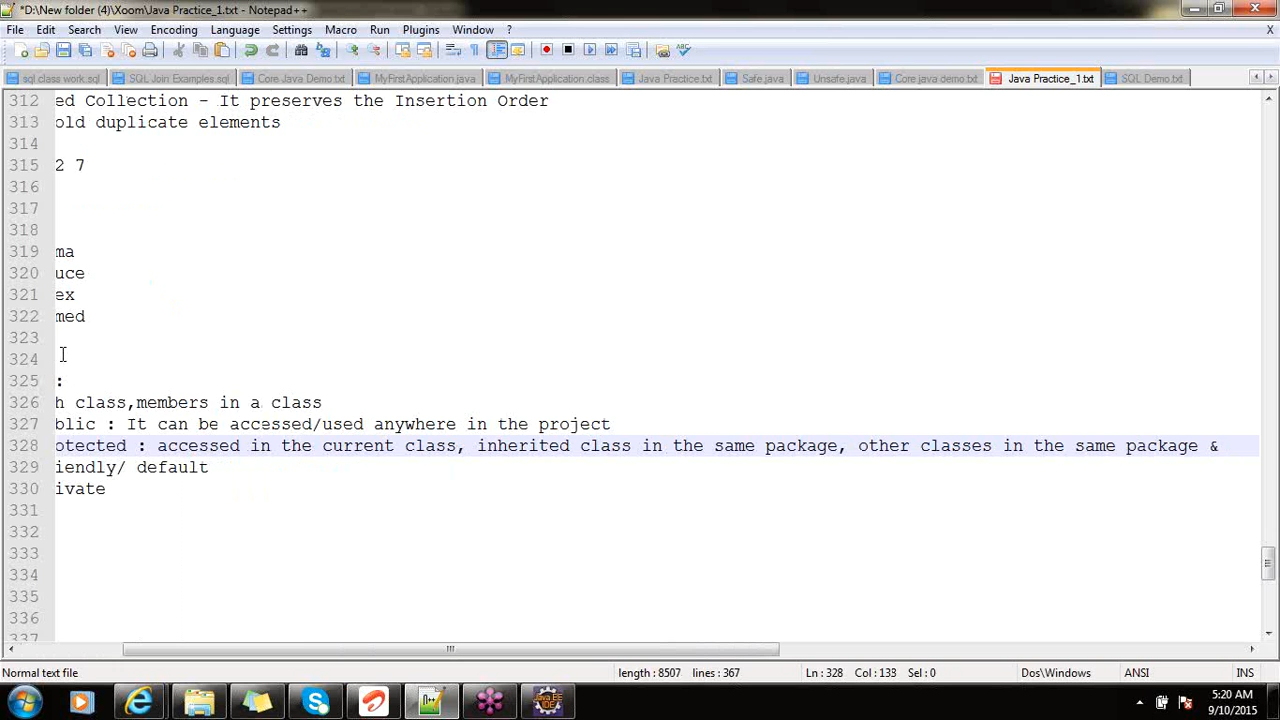 *D:\New folder (4)\Xoom\Java Practice_1.txt - Notepad++
File Edit Search View Encoding Language Settings Macro Run Plugins Window ? X
sql class work.sql SQL Join Examples.sql Core Java Demo.txt MyFirstApplication.java MyFirstApplication.class Java Practice.txt Safe.java Unsafe.java Core java demo.txt Java Practice_1.txt SQL Demo.txt
312 ed Collection - It preserves the Insertion Order
313 old duplicate elements
314
315 2 7
316
317
318
319 ma
320 uce
321 ex
322 med
323
324
325 :
326 h class,members in a class
327 blic : It can be accessed/used anywhere in the project
328 otected : accessed in the current class, inherited class in the same package, other classes in the same package &
329 iendly/ default
330 ivate
331
332
333
334
335
336
337
Normal text file length : 8507 lines : 367 Ln : 328 Col : 133 Sel : 0 Dos\Windows ANSI INS
5:20 AM
9/10/2015